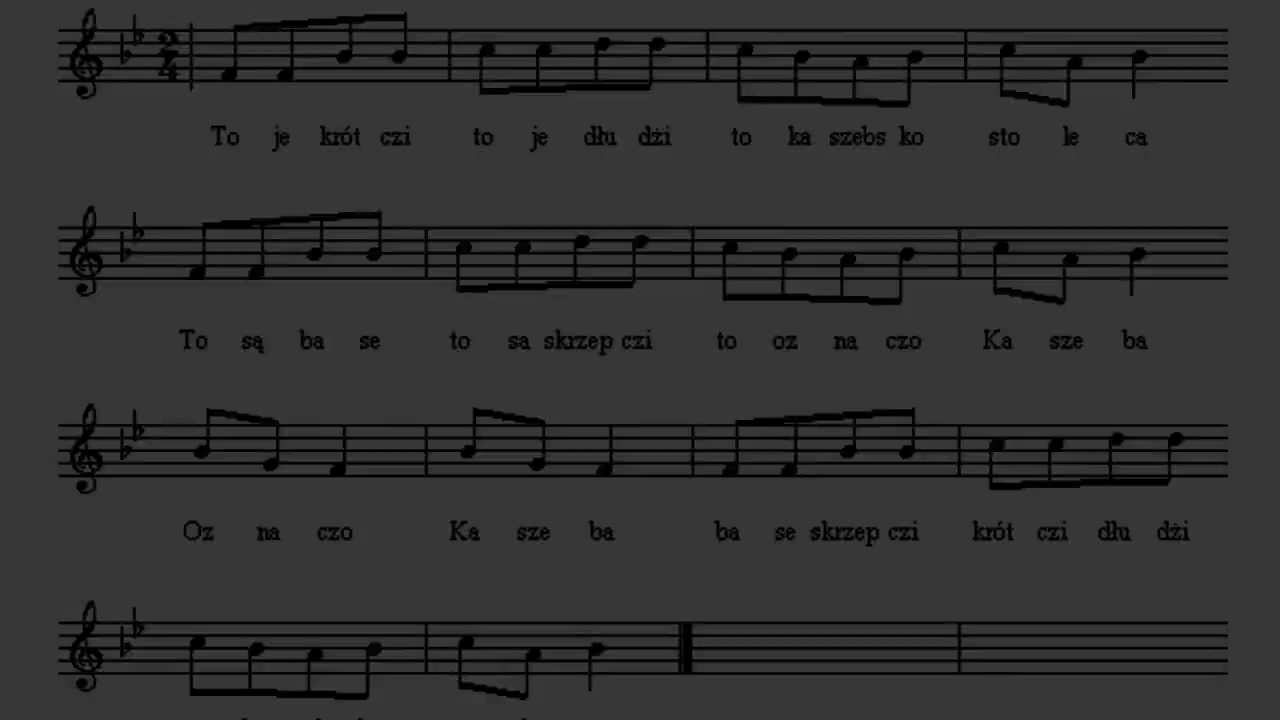 2
4
To je krót czi to je dłu dżi to ka szebs ko sto le ca
To są ba se to sa skrzep czi to oz na czo Ka sze ba
Oz na czo Ka sze ba ba se skrzep czi krót czi dłu dżi